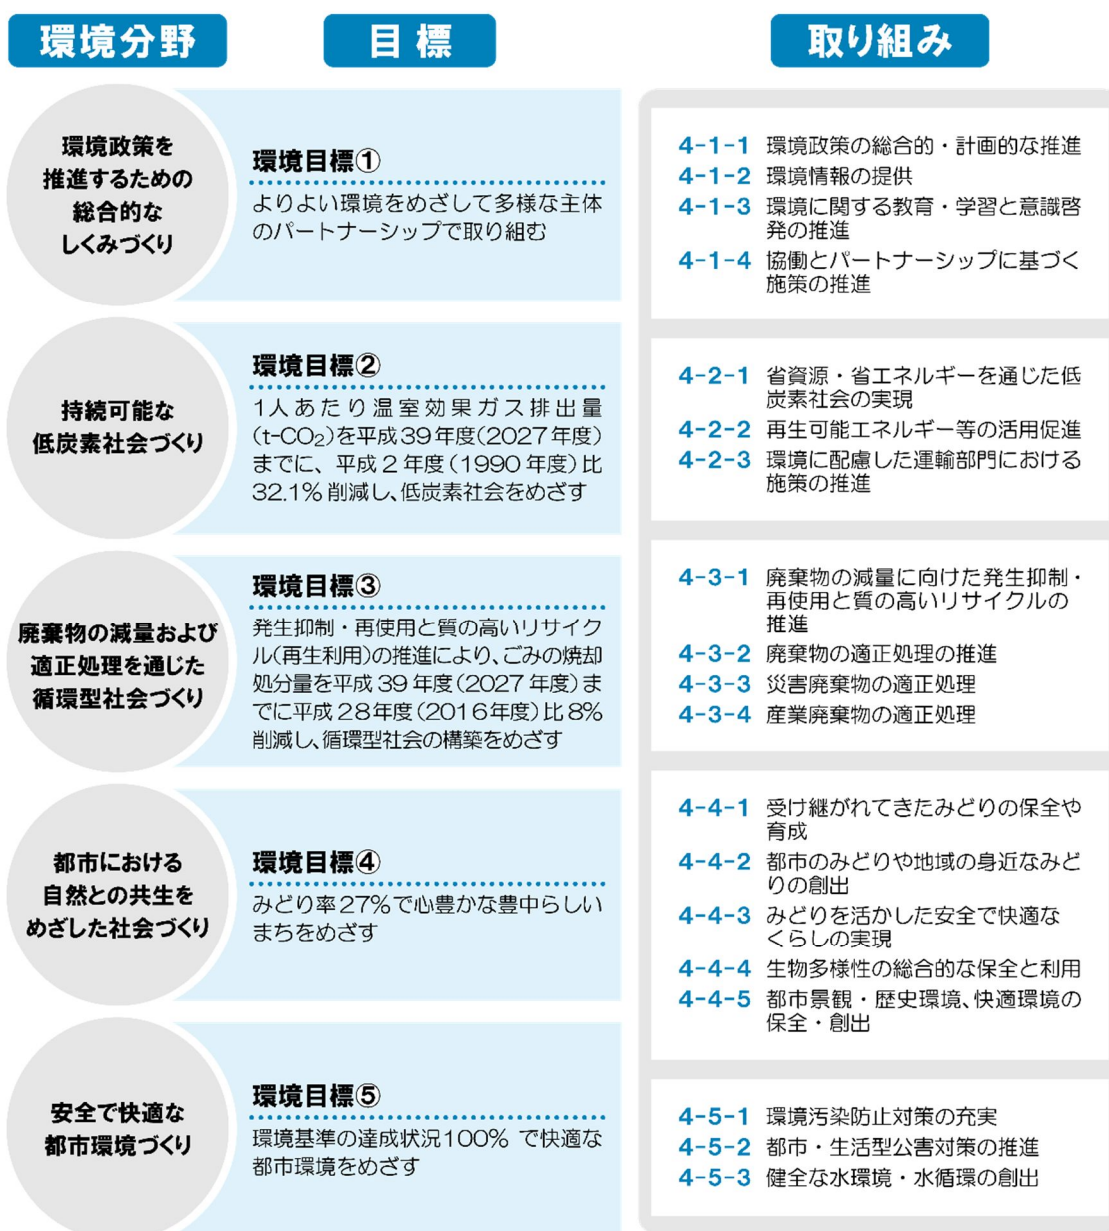 環境分野
目標
取り組み
環境政策を
推進するための
総合的な
しくみづくり
環境目標①
よりよい環境をめざして多様な主体
のパートナーシップで取り組む
4-1-1 環境政策の総合的・計画的な推進
4-1-2 環境情報の提供
4-1-3 環境に関する教育・学習と意識啓
発の推進
4-1-4 協働とパートナーシップに基づく
施策の推進
持続可能な
低炭素社会づくり
環境目標②
1人あたり温室効果ガス排出量
(t-CO₂)を平成39年度(2027年度)
までに、平成2年度(1990年度)比
32.1%削減し、低炭素社会をめざす
4-2-1 省資源・省エネルギーを通じた低
炭素社会の実現
4-2-2 再生可能エネルギー等の活用促進
4-2-3 環境に配慮した運輸部門における
施策の推進
廃棄物の減量および
適正処理を通じた
循環型社会づくり
環境目標③
発生抑制・再使用と質の高いリサイク
ル(再生利用)の推進により、ごみの焼却
処分量を平成39年度(2027年度)ま
でに平成28年度(2016年度)比8%
削減し、循環型社会の構築をめざす
4-3-1 廃棄物の減量に向けた発生抑制・
再使用と質の高いリサイクルの
推進
4-3-2 廃棄物の適正処理の推進
4-3-3 災害廃棄物の適正処理
4-3-4 産業廃棄物の適正処理
都市における
自然との共生を
めざした社会づくり
環境目標④
みどり率27%で心豊かな豊中らしい
まちをめざす
4-4-1 受け継がれてきたみどりの保全や
育成
4-4-2 都市のみどりや地域の身近なみど
りの創出
4-4-3 みどりを活かした安全で快適な
くらしの実現
4-4-4 生物多様性の総合的な保全と利用
4-4-5 都市景観・歴史環境、快適環境の
保全・創出
安全で快適な
都市環境づくり
環境目標⑤
環境基準の達成状況100% で快適な
都市環境をめざす
4-5-1 環境汚染防止対策の充実
4-5-2 都市・生活型公害対策の推進
4-5-3 健全な水環境・水循環の創出